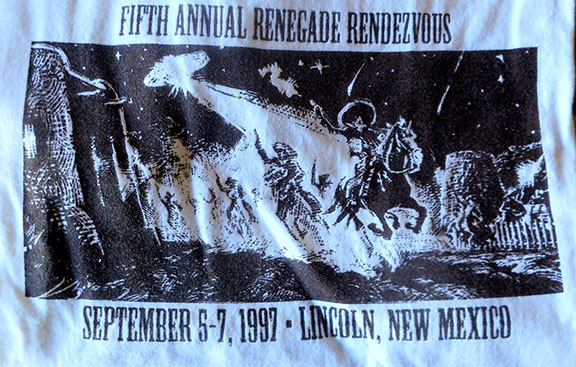 FIFTH ANNUAL RENEGADE RENDEZVOUS
SEPTEMBER 5-7, 1997 • LINCOLN, NEW MEXICO